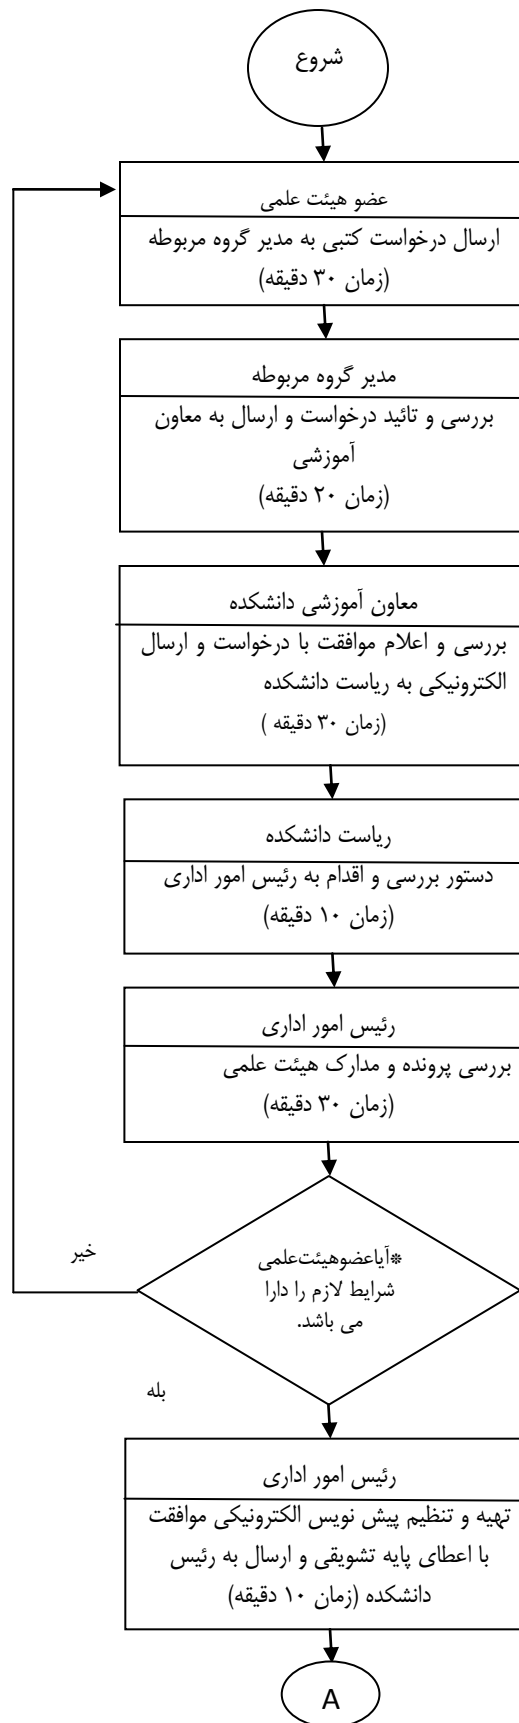 شروع
عضو هیئت علمی
ارسال درخواست کتبی به مدیر گروه مربوطه
(زمان ۳۰ دقیقه)
مدیر گروه مربوطه
بررسی و تائید درخواست و ارسال به معاون
آموزشی
(زمان ۲۰ دقیقه)
معاون آموزشی دانشکده
بررسی و اعلام موافقت با درخواست و ارسال
الکترونیکی به ریاست دانشکده
(زمان ۳۰ دقیقه )
ریاست دانشکده
دستور بررسی و اقدام به رئیس امور اداری
(زمان ۱۰ دقیقه)
رئیس امور اداری
بررسی پرونده و مدارک هیئت علمی
(زمان ۳۰ دقیقه)
*آیاعضوهیئت‌علمی
شرایط لازم را دارا
می باشد.
خیر
بله
رئیس امور اداری
تهیه و تنظیم پیش نویس الکترونیکی موافقت
با اعطای پایه تشویقی و ارسال به رئیس
دانشکده (زمان ۱۰ دقیقه)
A